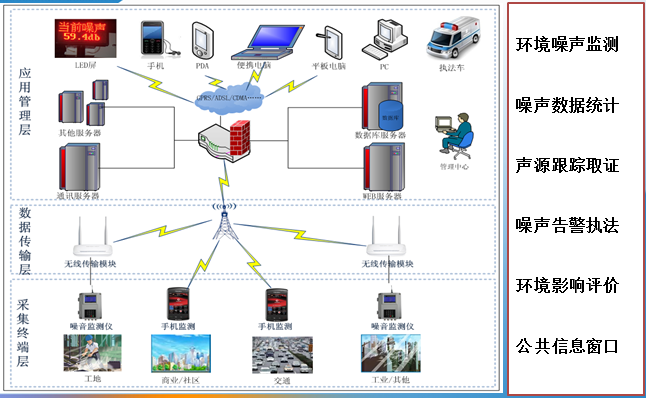 当前噪声
59.4db
LED屏
手机
PDA
便携电脑
平板电脑
PC
执法车
应用管理层
GPRS/ADSL/CDMA……
其他服务器
数据库
数据库服务器
管理中心
通讯服务器
WEB服务器
数据传输层
无线传输模块
无线传输模块
采集终端层
噪音监测仪
手机监测
手机监测
噪音监测仪
工地
商业/社区
交通
工业/其他
环境噪声监测
噪声数据统计
声源跟踪取证
噪声告警执法
环境影响评价
公共信息窗口